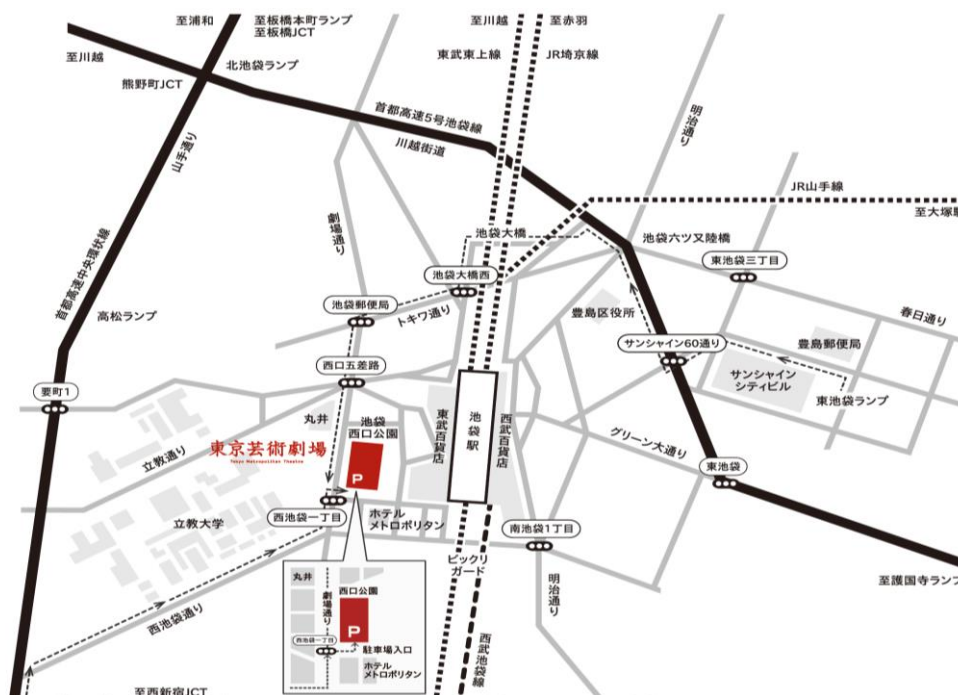 至浦和
至板橋本町ランプ
至板橋JCT
至川越
至赤羽
至川越
北池袋ランプ
熊野町JCT
東武東上線
JR埼京線
首都高速5号池袋線
川越街道
明治通り
山手通り
JR山手線
至大塚駅
首都高速中央環状線
劇場通り
池袋大橋
池袋六ツ又陸橋
池袋大橋西
東池袋三丁目
池袋郵便局
トキワ通り
豊島区役所
春日通り
高松ランプ
サンシャイン60通り
豊島郵便局
西口五差路
サンシャイン
シティビル
要町1
東池袋ランプ
丸井
池袋
西口公園
東武百貨店
池袋駅
西武百貨店
グリーン大通り
東京芸術劇場
Tokyo Metropolitan Theatre
立教通り
P
東池袋
立教大学
西池袋一丁目
ホテル
メトロポリタン
南池袋1丁目
ビックリ
ガード
明治通り
至護国寺ランプ
西池袋通り
丸井
西口公園
劇場通り
P
西池袋一丁目
駐車場入口
ホテル
メトロポリタン
西武池袋線
至西新宿JCT